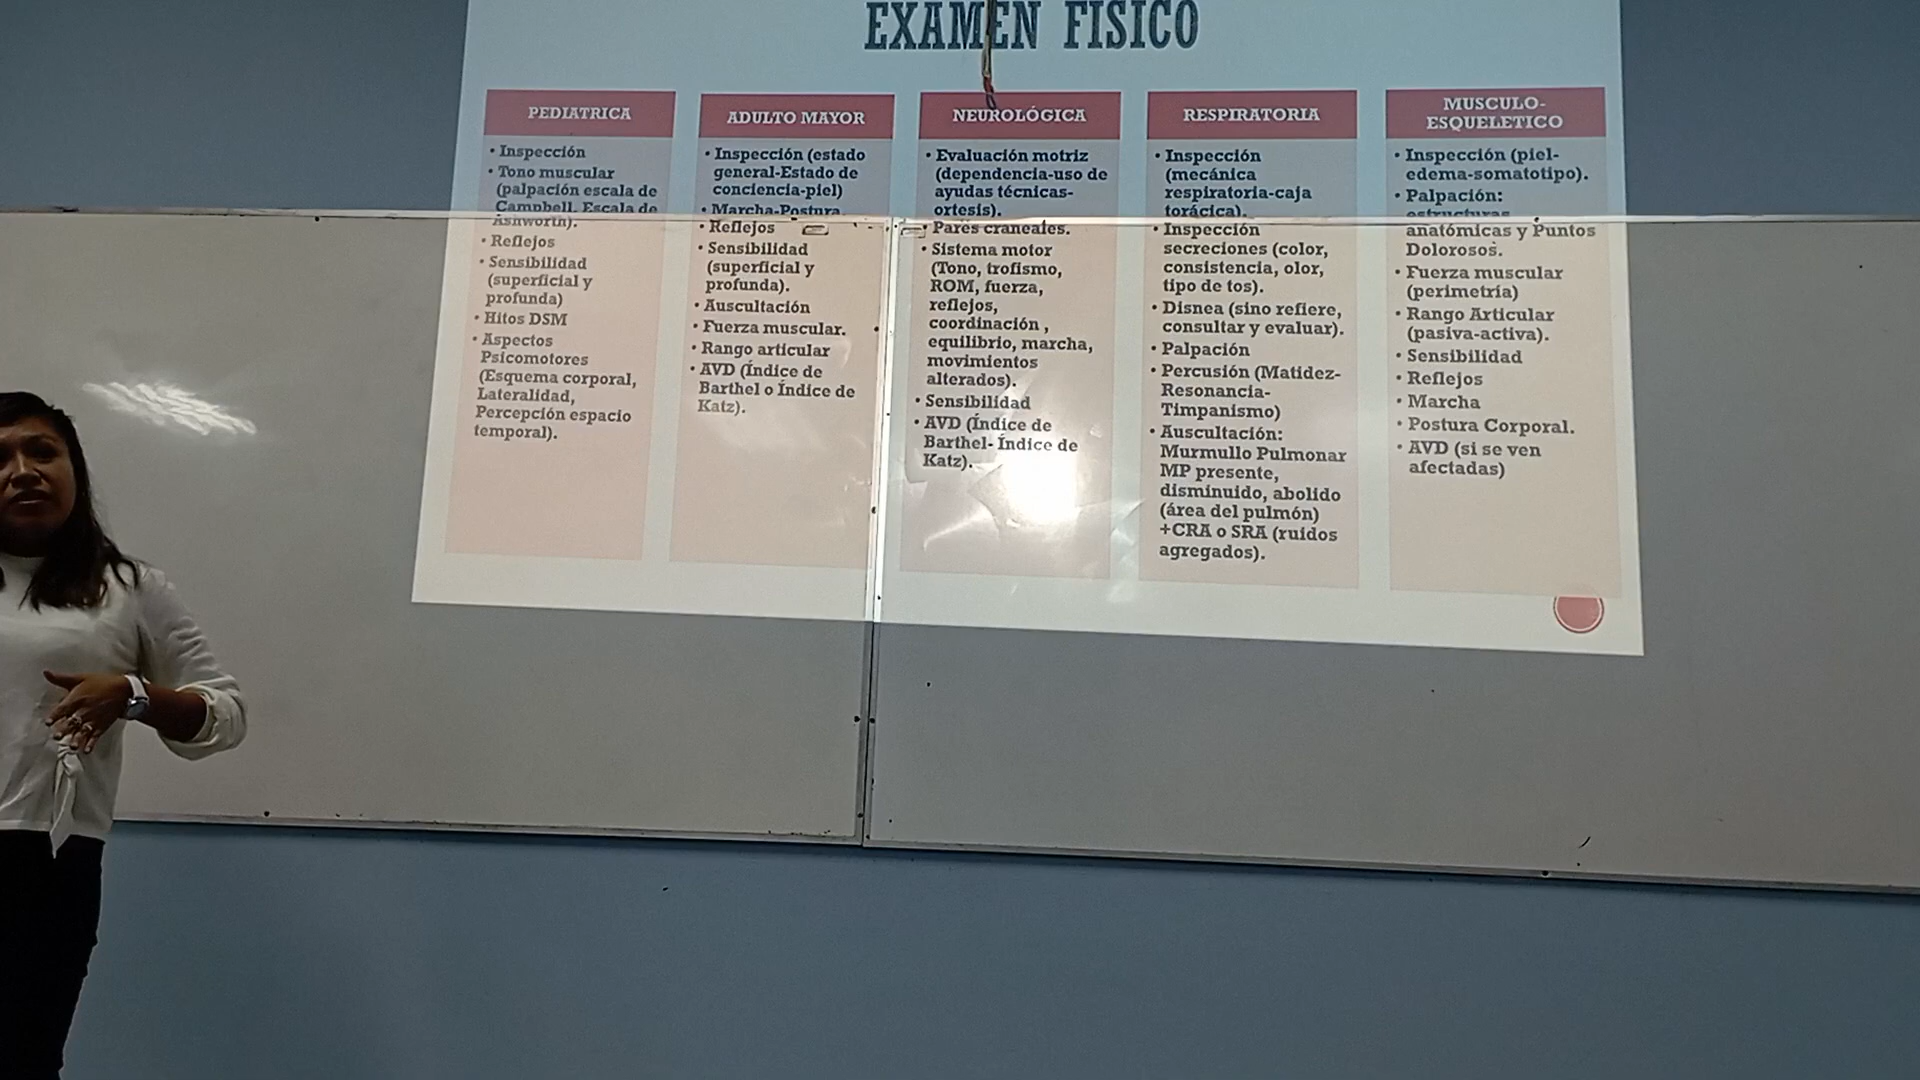 EXAMEN FISICO
PEDIATRICA
• Inspección
• Tono muscular
(palpación escala de
Campbell. Escala de
Ashworth).
• Reflejos
• Sensibilidad
(superficial y
profunda)
• Hitos DSM
• Aspectos
Psicomotores
(Esquema corporal,
Lateralidad,
Percepción espacio
temporal).
ADULTO MAYOR
• Inspección (estado
general-Estado de
conciencia-piel)
• Marcha-Postura.
• Reflejos
• Sensibilidad
(superficial y
profunda).
• Auscultación
• Fuerza muscular.
• Rango articular
• AVD (Índice de
Barthel o Índice de
Katz).
NEUROLÓGICA
• Evaluación motriz
(dependencia-uso de
ayudas técnicas-
ortesis).
• Pares craneales.
• Sistema motor
(Tono, trofismo,
ROM, fuerza,
reflejos,
coordinación ,
equilibrio, marcha,
movimientos
alterados).
• Sensibilidad
• AVD (Índice de
Barthel- Índice de
Katz).
RESPIRATORIA
• Inspección
(mecánica
respiratoria-caja
torácica).
• Inspección
secreciones (color,
consistencia, olor,
tipo de tos).
• Disnea (sino refiere,
consultar y evaluar).
• Palpación
• Percusión (Matidez-
Resonancia-
Timpanismo)
• Auscultación:
Murmullo Pulmonar
MP presente,
disminuido, abolido
(área del pulmón)
+CRA o SRA (ruidos
agregados).
MUSCULO-
ESQUELETICO
• Inspección (piel-
edema-somatotipo).
• Palpación:
estructuras
anatómicas y Puntos
Dolorosos.
• Fuerza muscular
(perimetría)
• Rango Articular
(pasiva-activa).
• Sensibilidad
• Reflejos
• Marcha
• Postura Corporal.
• AVD (si se ven
afectadas)